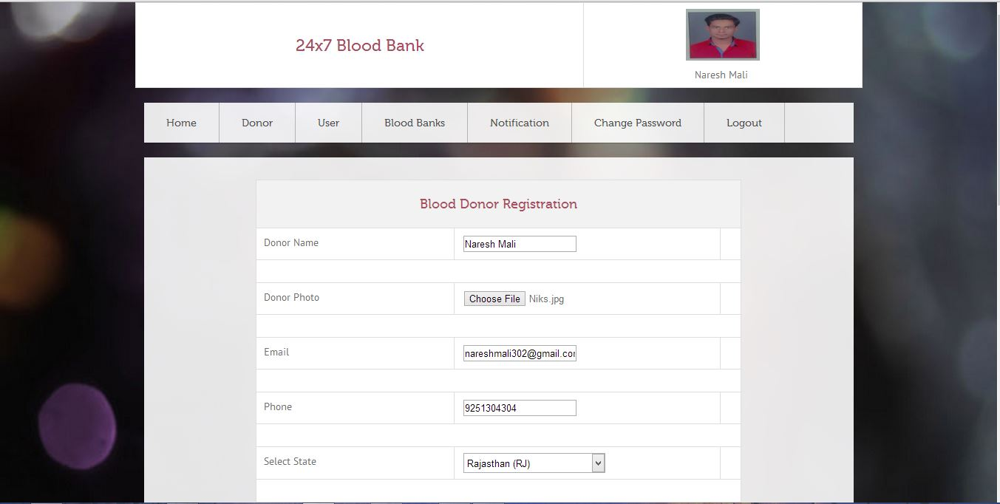 24x7 Blood Bank
Naresh Mali
Home Donor User Blood Banks Notification Change Password Logout
Blood Donor Registration
Donor Name Naresh Mali
Donor Photo Choose File Niks.jpg
Email nareshmali302@gmail.co
Phone 9251304304
Select State Rajasthan (RJ)